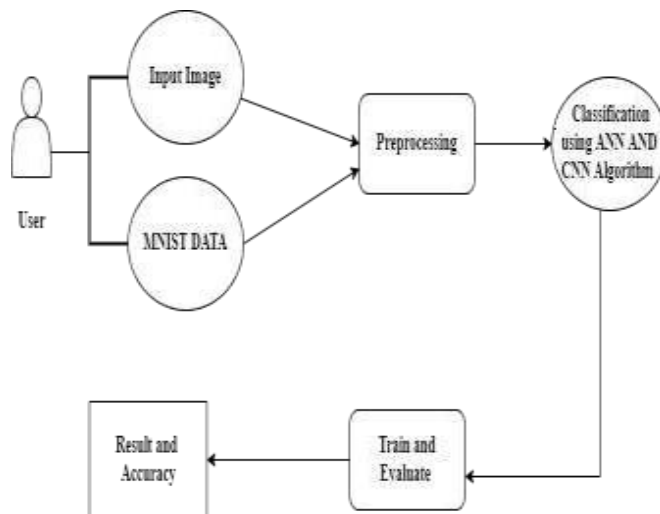 Input Image
User
MNIST DATA
Preprocessing
Classification
using ANN AND
CNN Algorithm
Train and
Evaluate
Result and
Accuracy